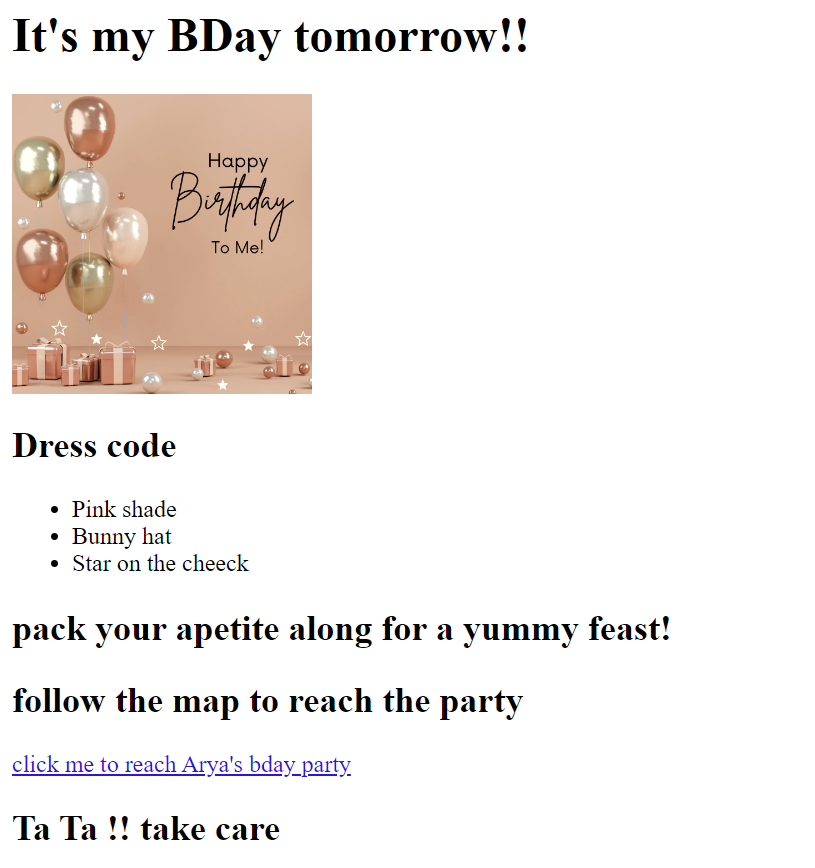 It's my BDay tomorrow!!
Happy
Birthday
To Me!
Dress code
Pink shade
Bunny hat
Star on the cheeck
pack your apetite along for a yummy feast!
follow the map to reach the party
click me to reach Arya's bday party
Ta Ta !! take care